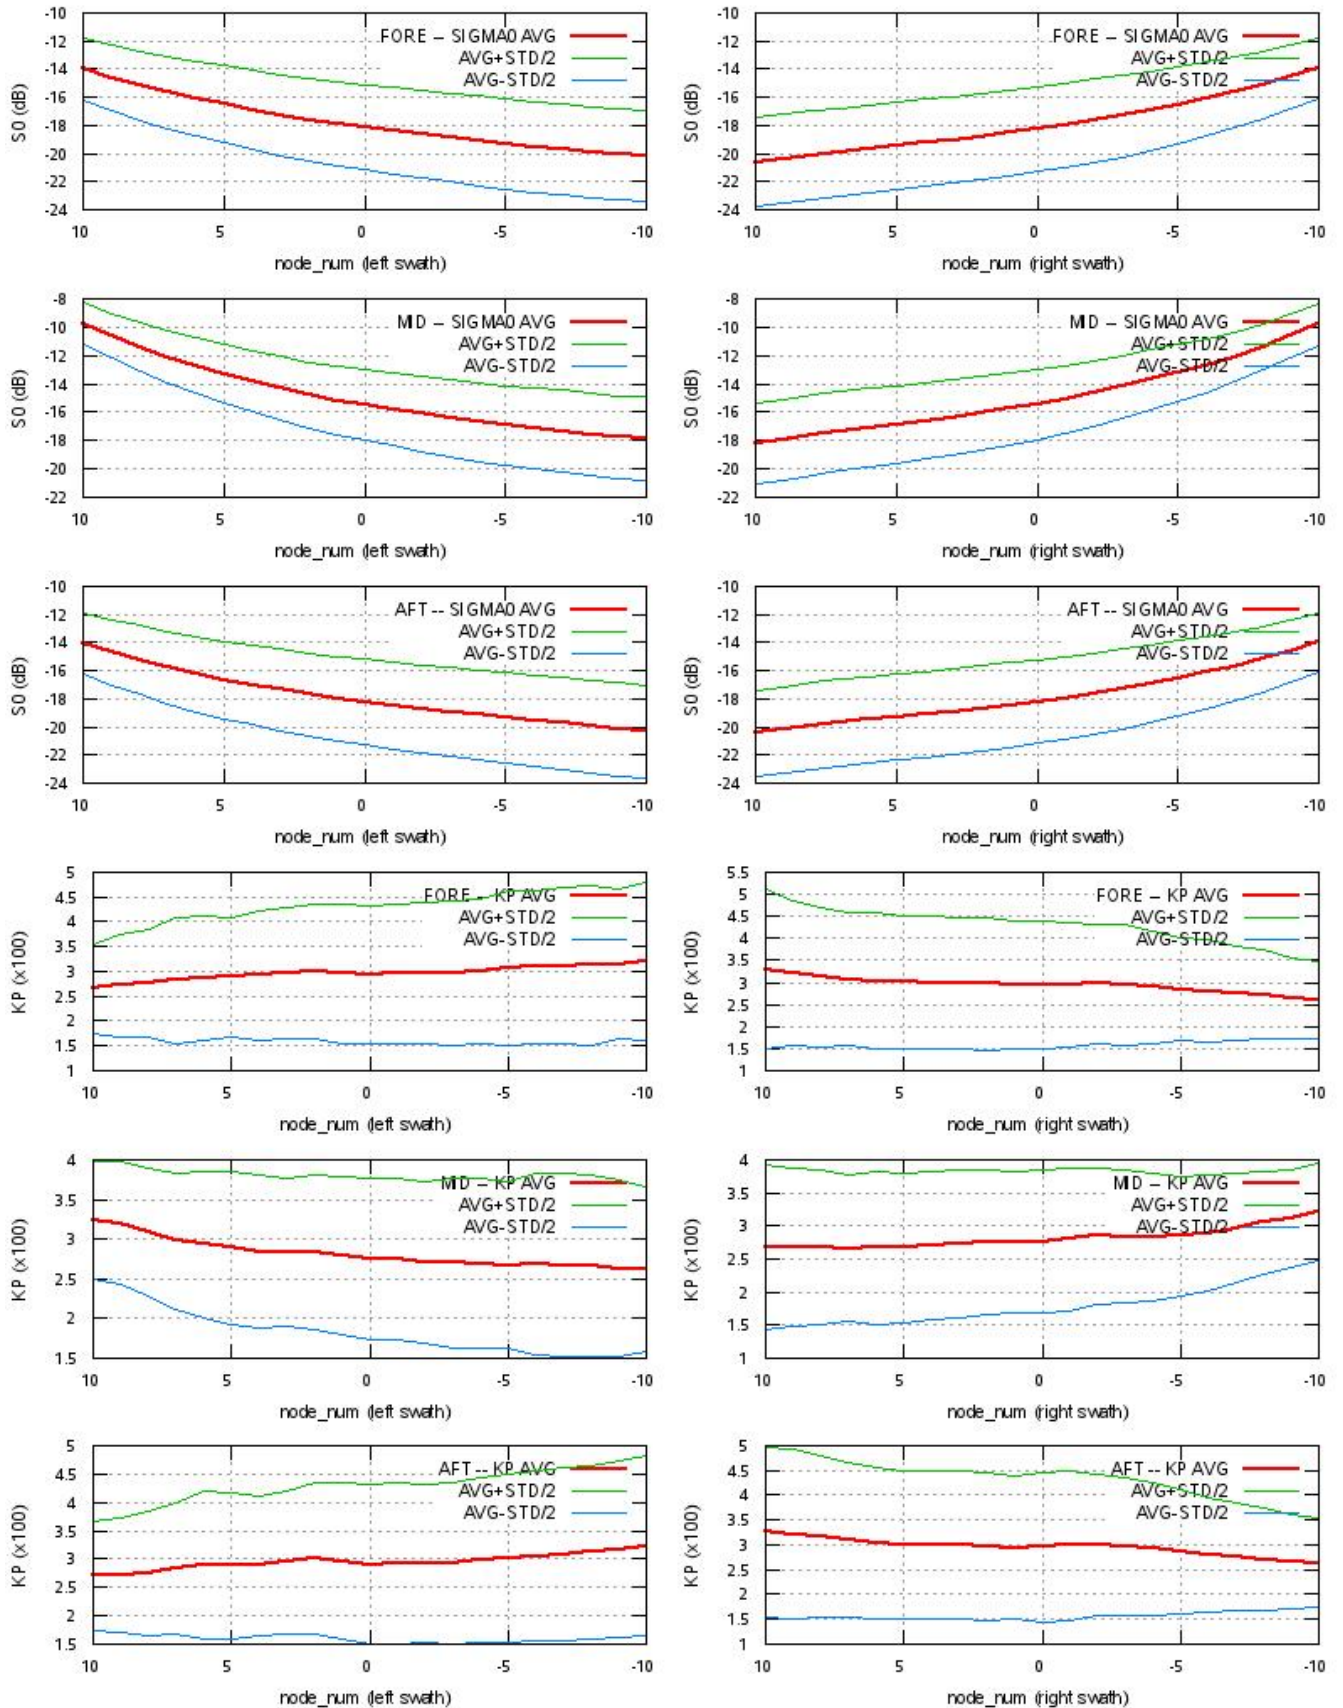 -10
-12
-14
-16
-18
-20
-22
-24
S0 (dB)
FORE -- SIGMA0 AVG
AVG+STD/2
AVG-STD/2
10 5 0 -5 -10
node_num (left swath)
-10
-12
-14
-16
-18
-20
-22
-24
S0 (dB)
FORE -- SIGMA0 AVG
AVG+STD/2
AVG-STD/2
10 5 0 -5 -10
node_num (right swath)
-8
-10
-12
-14
-16
-18
-20
-22
S0 (dB)
MID -- SIGMA0 AVG
AVG+STD/2
AVG-STD/2
10 5 0 -5 -10
node_num (left swath)
-8
-10
-12
-14
-16
-18
-20
-22
S0 (dB)
MID -- SIGMA0 AVG
AVG+STD/2
AVG-STD/2
10 5 0 -5 -10
node_num (right swath)
-10
-12
-14
-16
-18
-20
-22
-24
S0 (dB)
AFT -- SIGMA0 AVG
AVG+STD/2
AVG-STD/2
10 5 0 -5 -10
node_num (left swath)
-10
-12
-14
-16
-18
-20
-22
-24
S0 (dB)
AFT -- SIGMA0 AVG
AVG+STD/2
AVG-STD/2
10 5 0 -5 -10
node_num (right swath)
5
4.5
4
3.5
3
2.5
2
1.5
1
KP (x100)
FORE -- KP AVG
AVG+STD/2
AVG-STD/2
10 5 0 -5 -10
node_num (left swath)
5.5
5
4.5
4
3.5
3
2.5
2
1.5
1
KP (x100)
FORE -- KP AVG
AVG+STD/2
AVG-STD/2
10 5 0 -5 -10
node_num (right swath)
4
3.5
3
2.5
2
1.5
KP (x100)
MID -- KP AVG
AVG+STD/2
AVG-STD/2
10 5 0 -5 -10
node_num (left swath)
4
3.5
3
2.5
2
1.5
1
KP (x100)
MID -- KP AVG
AVG+STD/2
AVG-STD/2
10 5 0 -5 -10
node_num (right swath)
5
4.5
4
3.5
3
2.5
2
1.5
KP (x100)
AFT -- KP AVG
AVG+STD/2
AVG-STD/2
10 5 0 -5 -10
node_num (left swath)
5
4.5
4
3.5
3
2.5
2
1.5
1
KP (x100)
AFT -- KP AVG
AVG+STD/2
AVG-STD/2
10 5 0 -5 -10
node_num (right swath)